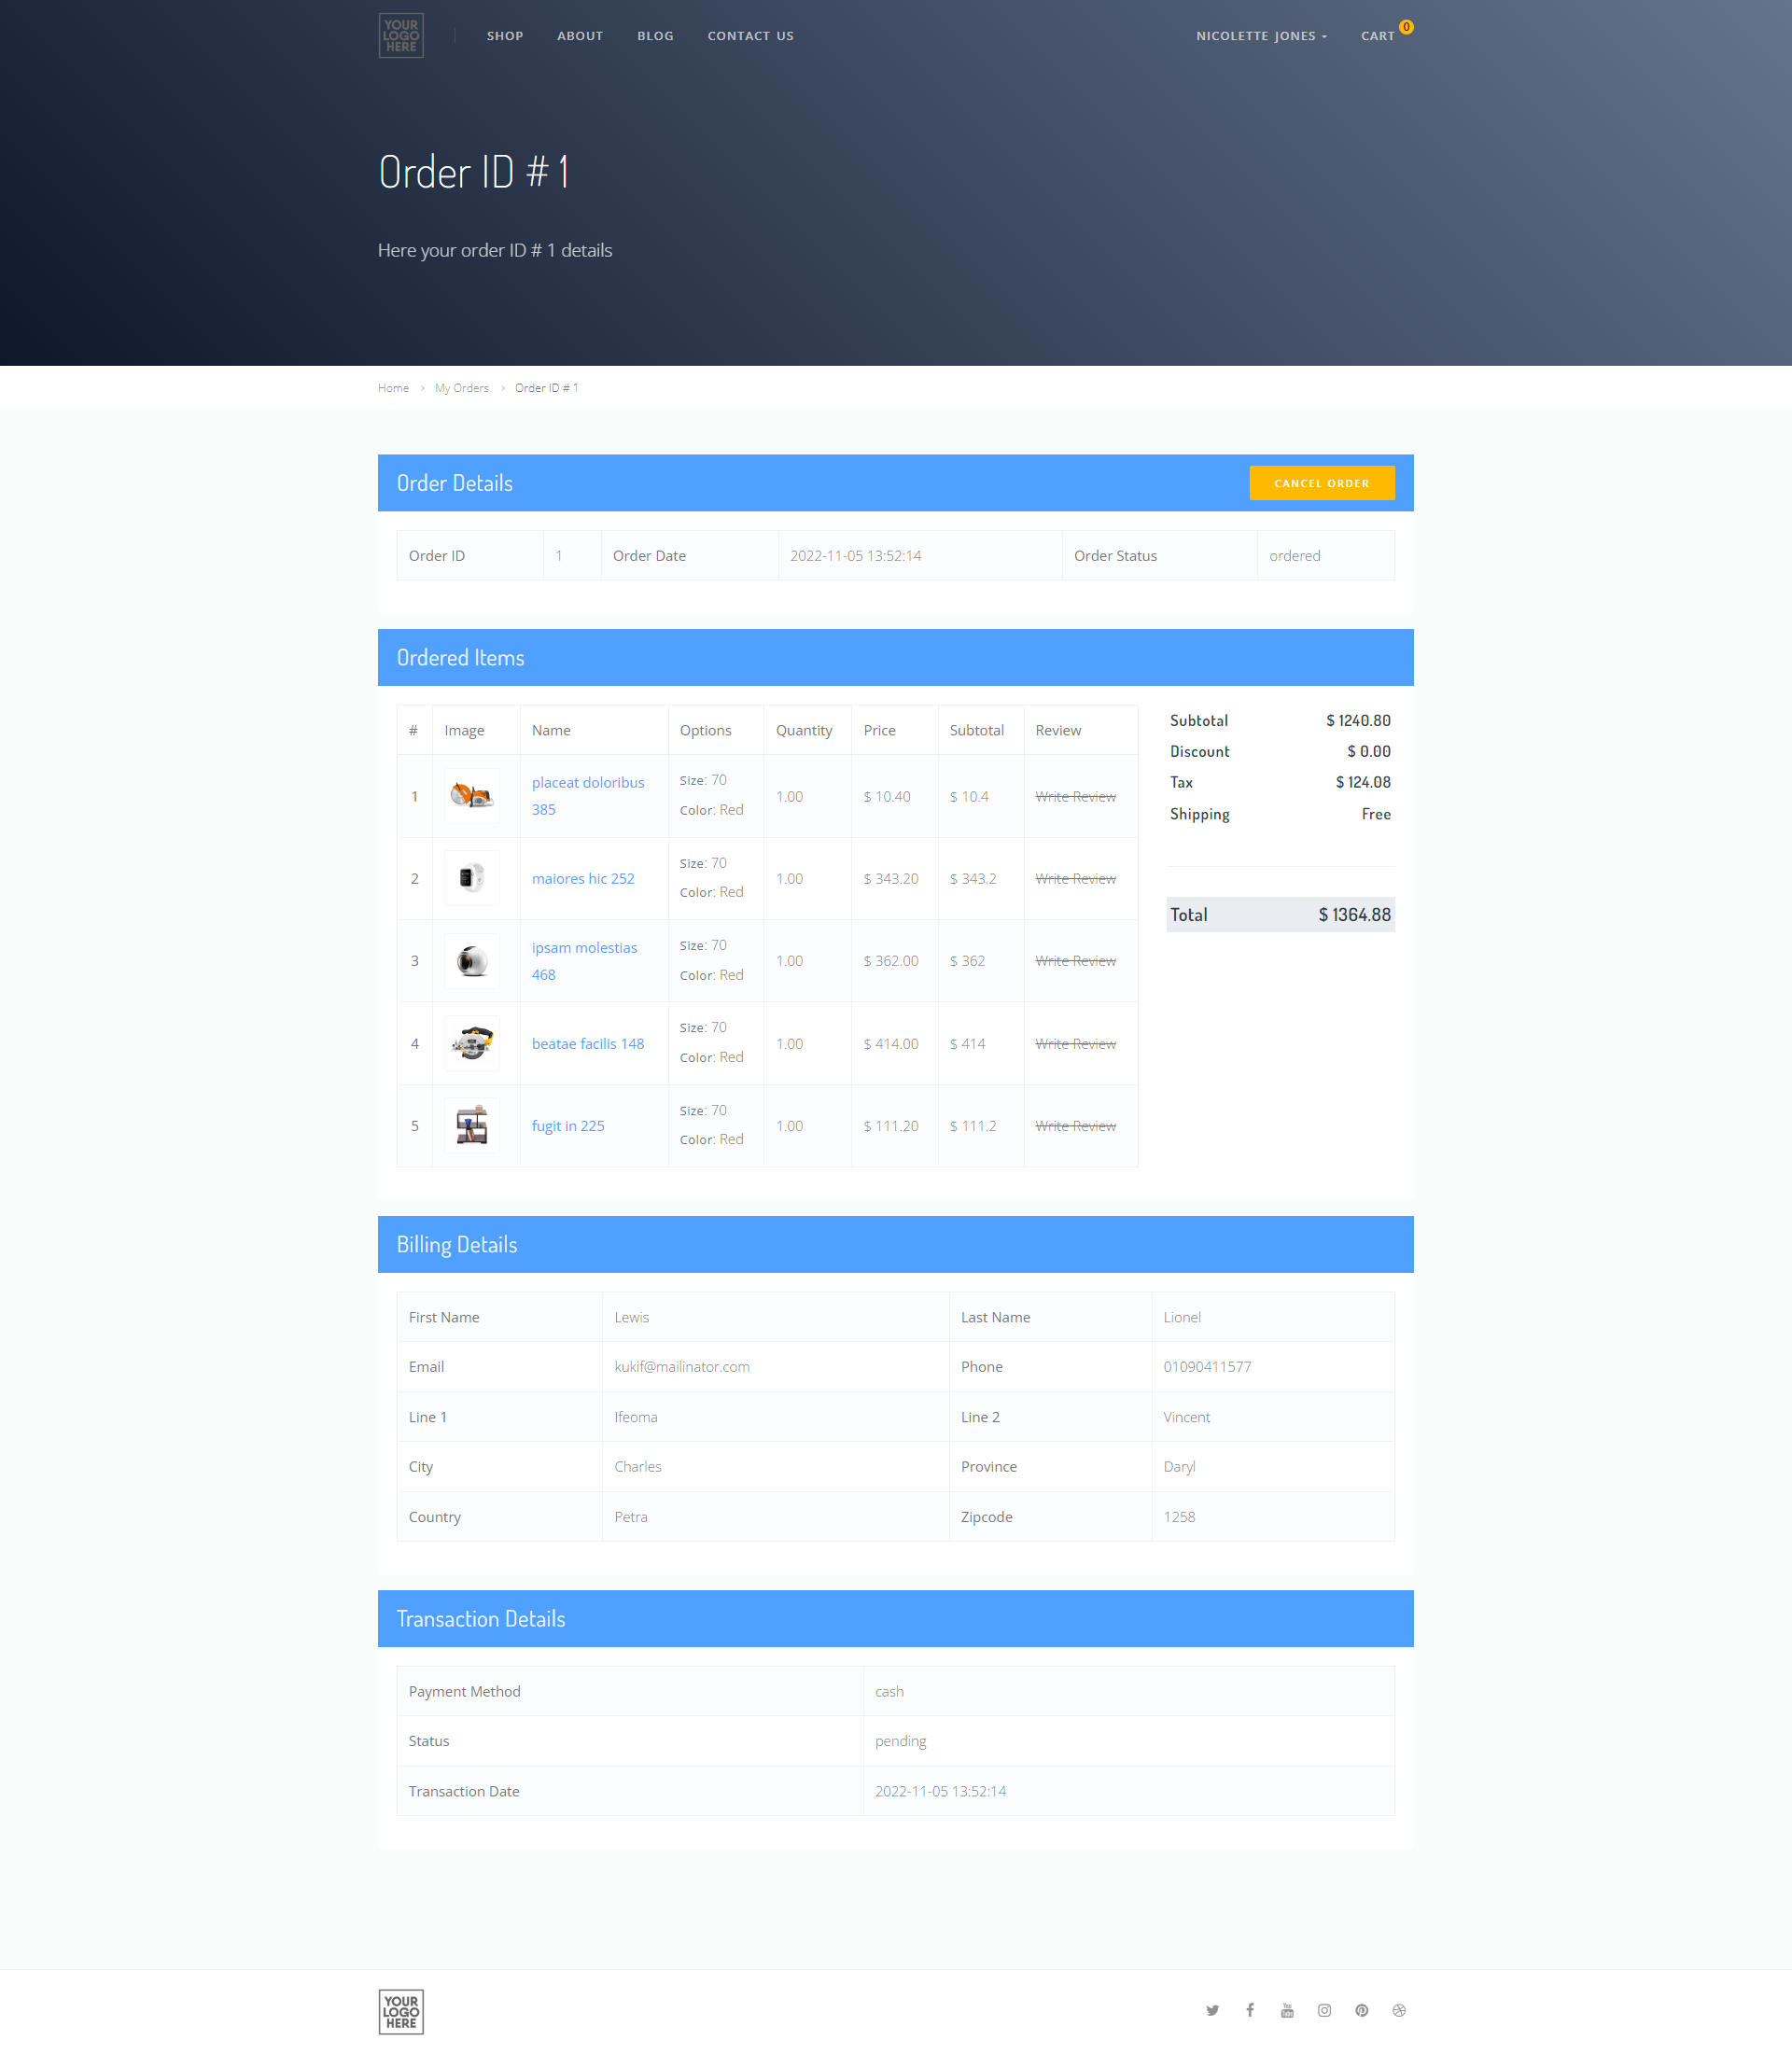 YOUR LOGO HERE
SHOP ABOUT BLOG CONTACT US NICOLETTE JONES CART 0
Order ID # 1
Here your order ID # 1 details
Home > My Orders > Order ID # 1
Order Details CANCEL ORDER
Order ID 1 Order Date 2022-11-05 13:52:14 Order Status ordered
Ordered Items
# Image Name Options Quantity Price Subtotal Review
1 placeat doloribus 385 Size: 70 Color: Red 1.00 $ 10.40 $ 10.4 Write Review
2 maiores hic 252 Size: 70 Color: Red 1.00 $ 343.20 $ 343.2 Write Review
3 ipsam molestias 468 Size: 70 Color: Red 1.00 $ 362.00 $ 362 Write Review
4 beatae facilis 148 Size: 70 Color: Red 1.00 $ 414.00 $ 414 Write Review
5 fugit in 225 Size: 70 Color: Red 1.00 $ 111.20 $ 111.2 Write Review
Subtotal $ 1240.80
Discount $ 0.00
Tax $ 124.08
Shipping Free
Total $ 1364.88
Billing Details
First Name Lewis Last Name Lionel
Email kukif@mailinator.com Phone 01090411577
Line 1 Ifeoma Line 2 Vincent
City Charles Province Daryl
Country Petra Zipcode 1258
Transaction Details
Payment Method cash
Status pending
Transaction Date 2022-11-05 13:52:14
YOUR LOGO HERE